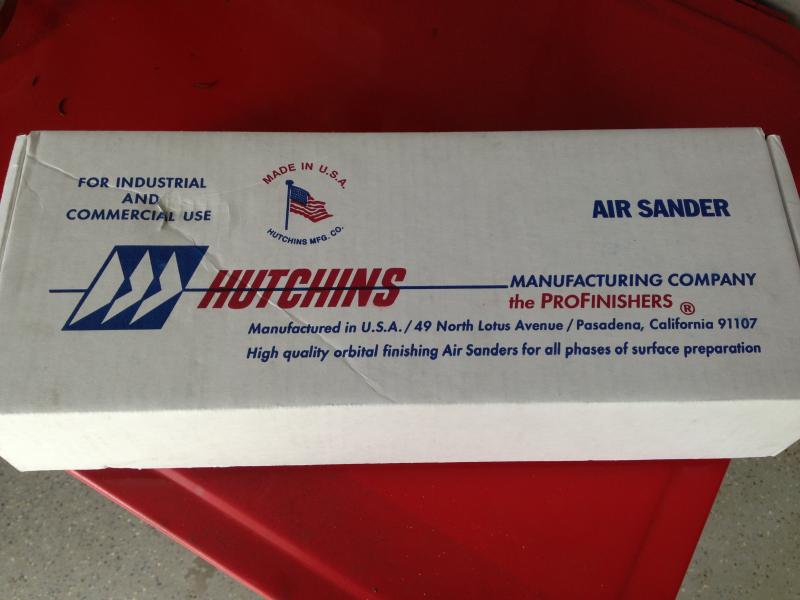 FOR INDUSTRIAL
AND
COMMERCIAL USE
MADE IN U.S.A.
HUTCHINS MFG. CO.
AIR SANDER
HUTCHINS
MANUFACTURING COMPANY
the PROFINISHERS ®
Manufactured in U.S.A. / 49 North Lotus Avenue / Pasadena, California 91107
High quality orbital finishing Air Sanders for all phases of surface preparation